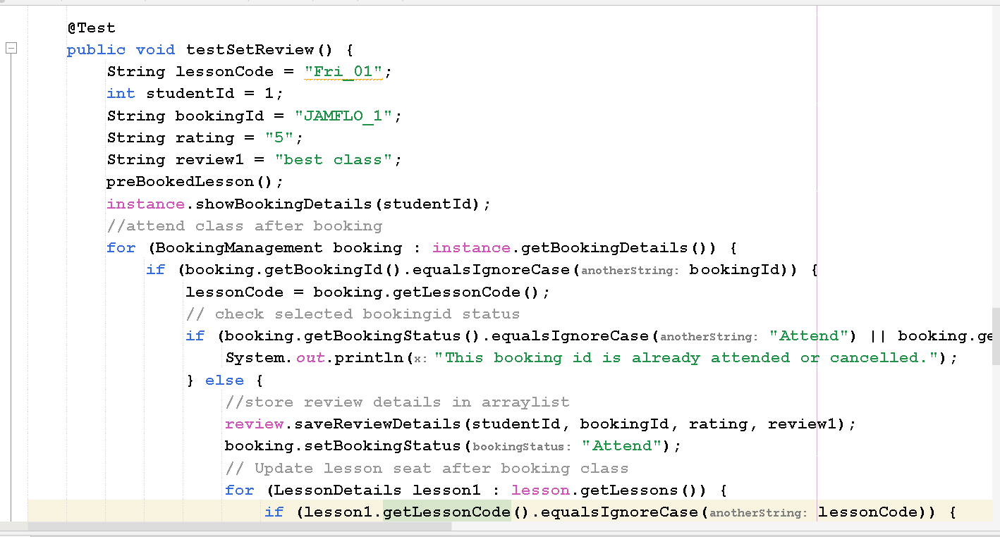 @Test
public void testSetReview() {
String lessonCode = "Fri_01";
int studentId = 1;
String bookingId = "JAMFLO_1";
String rating = "5";
String review1 = "best class";
preBookedLesson();
instance.showBookingDetails(studentId);
//attend class after booking
for (BookingManagement booking : instance.getBookingDetails()) {
if (booking.getBookingId().equalsIgnoreCase(anotherString: bookingId)) {
lessonCode = booking.getLessonCode();
// check selected bookingid status
if (booking.getBookingStatus().equalsIgnoreCase(anotherString: "Attend") || booking.ge
System.out.println(x: "This booking id is already attended or cancelled.");
} else {
//store review details in arraylist
review.saveReviewDetails(studentId, bookingId, rating, review1);
booking.setBookingStatus(bookingStatus: "Attend");
// Update lesson seat after booking class
for (LessonDetails lesson1 : lesson.getLessons()) {
if (lesson1.getLessonCode().equalsIgnoreCase(anotherString: lessonCode)) {